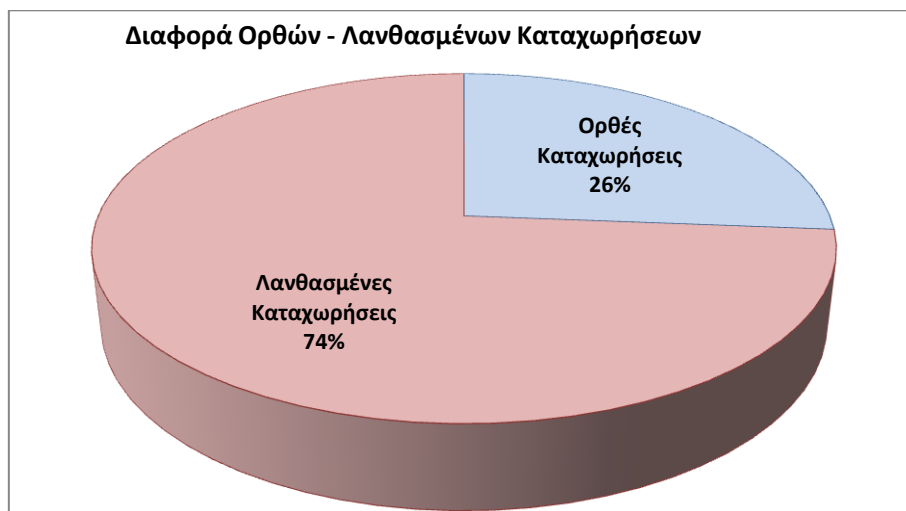 Διαφορά Ορθών - Λανθασμένων Καταχωρήσεων
Ορθές
Καταχωρήσεις
26%
Λανθασμένες
Καταχωρήσεις
74%